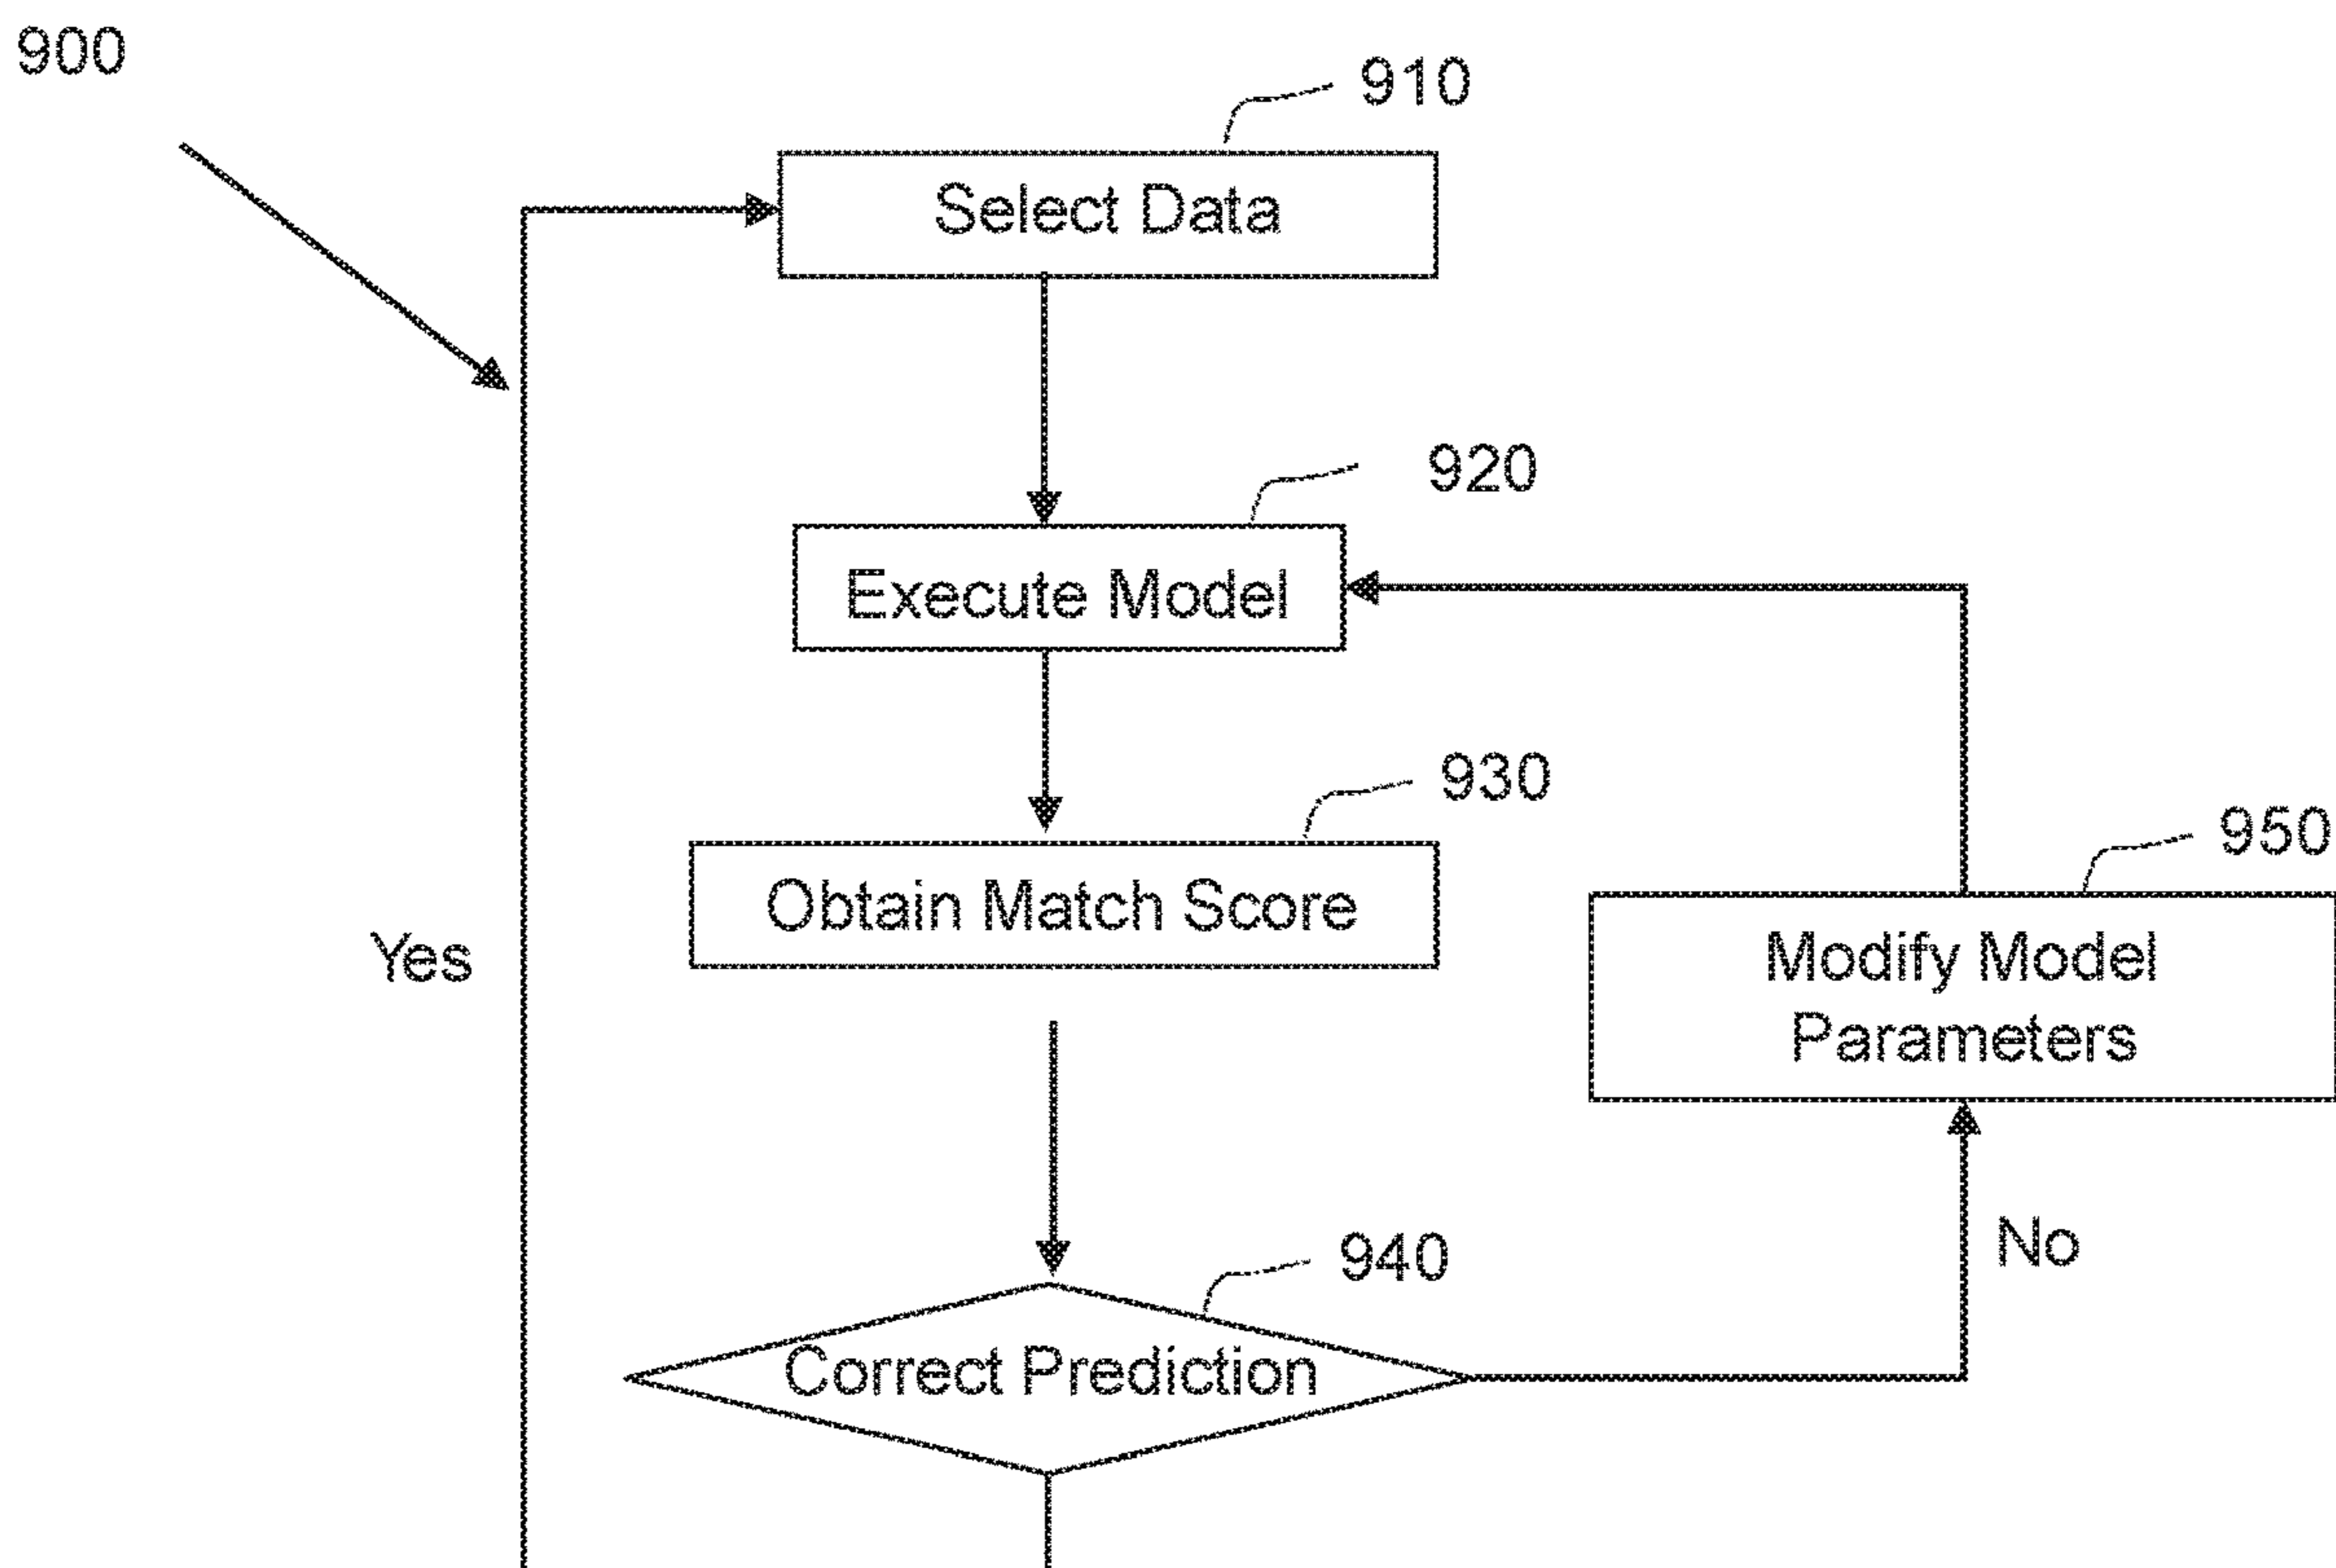 900
910
Select Data
920
Execute Model
930
Obtain Match Score
950
Yes
Modify Model
Parameters
940
No
Correct Prediction